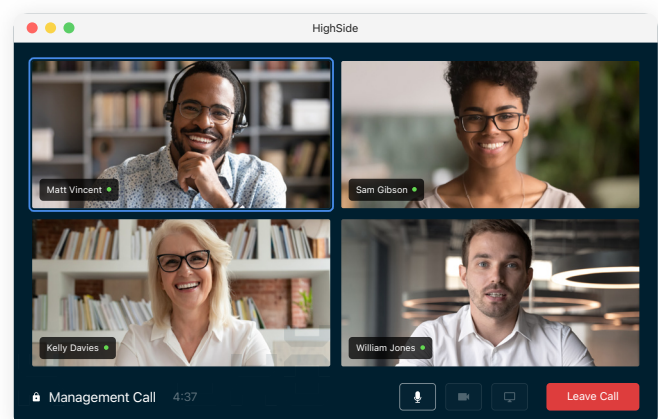 HighSide
Matt Vincent
Sam Gibson
Kelly Davies
William Jones
Management Call 4:37
Leave Call